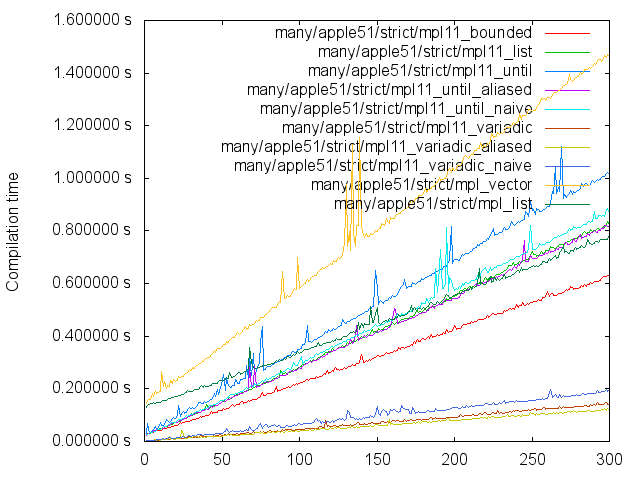 1.600000 s
1.400000 s
1.200000 s
1.000000 s
0.800000 s
0.600000 s
0.400000 s
0.200000 s
0.000000 s
Compilation time
0 50 100 150 200 250 300
many/apple51/strict/mpl11_bounded
many/apple51/strict/mpl11_list
many/apple51/strict/mpl11_until
many/apple51/strict/mpl11_until_aliased
many/apple51/strict/mpl11_until_naive
many/apple51/strict/mpl11_variadic
many/apple51/strict/mpl11_variadic_aliased
many/apple51/strict/mpl11_variadic_naive
many/apple51/strict/mpl_vector
many/apple51/strict/mpl_list